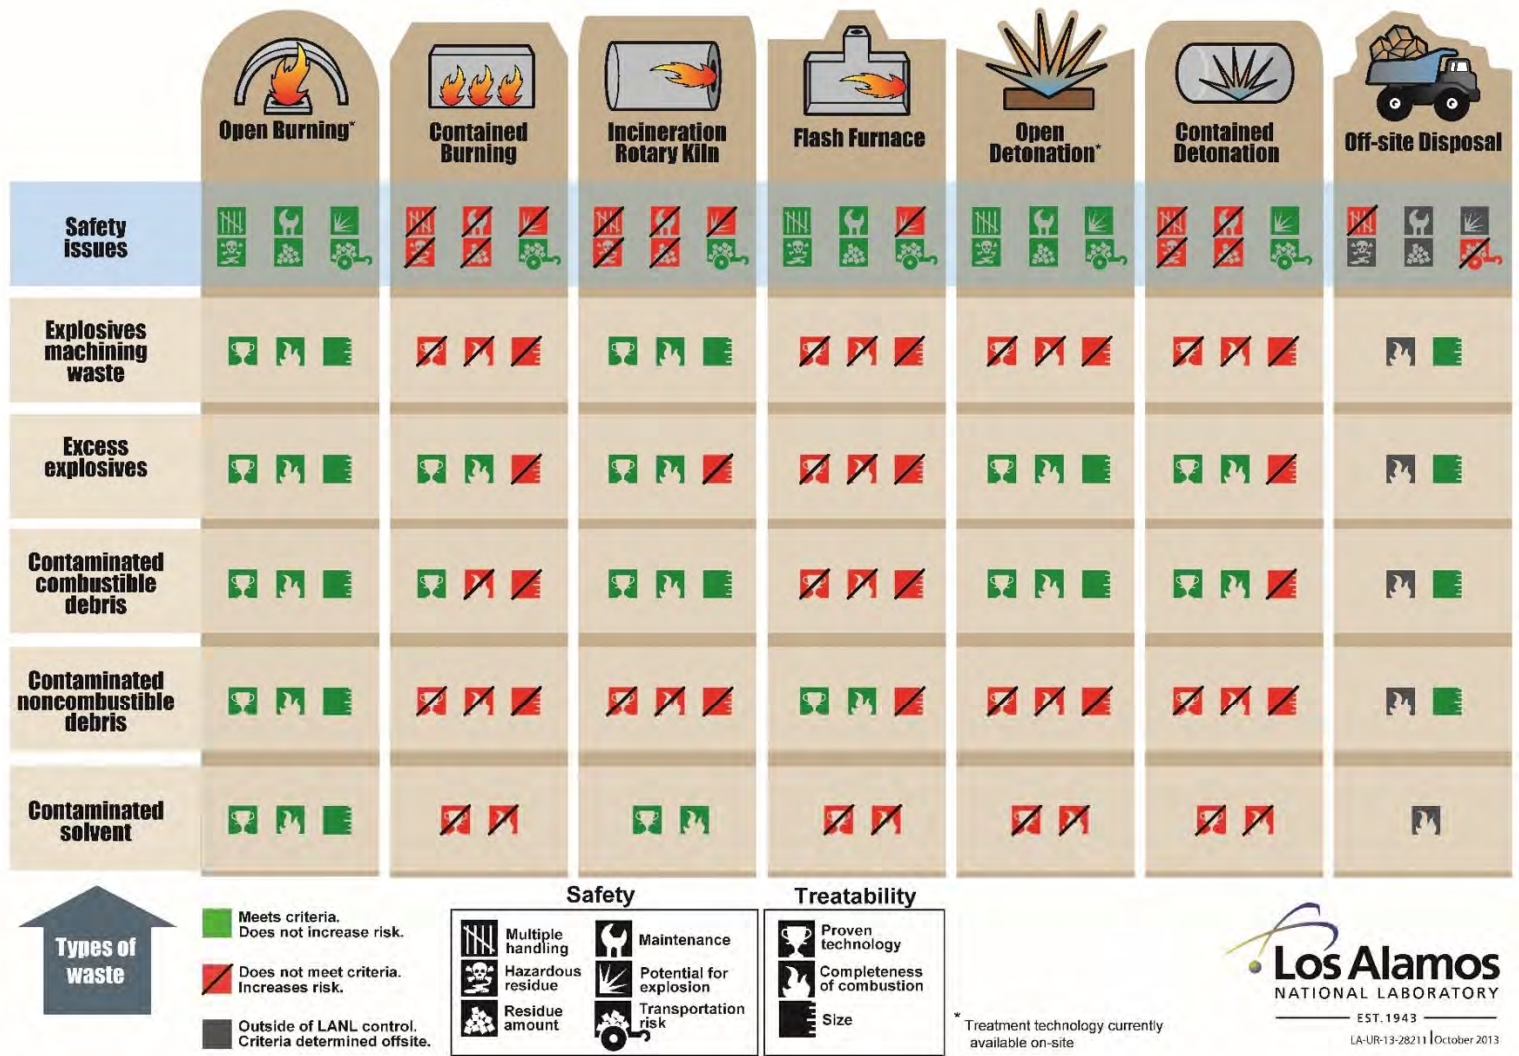 Open Burning*
Contained
Burning
Incineration
Rotary Kiln
Flash Furnace
Open
Detonation*
Contained
Detonation
Off-site Disposal
Safety
issues
Explosives
machining
waste
Excess
explosives
Contaminated
combustible
debris
Contaminated
noncombustible
debris
Contaminated
solvent
Types of
waste
Meets criteria.
Does not increase risk.
Does not meet criteria.
Increases risk.
Outside of LANL control.
Criteria determined offsite.
Safety
Multiple
handling
Maintenance
Hazardous
residue
Potential for
explosion
Residue
amount
Transportation
risk
Treatability
Proven
technology
Completeness
of combustion
Size
* Treatment technology currently
available on-site
Los Alamos
NATIONAL LABORATORY
EST.1943
LA-UR-13-28211 | October 2013